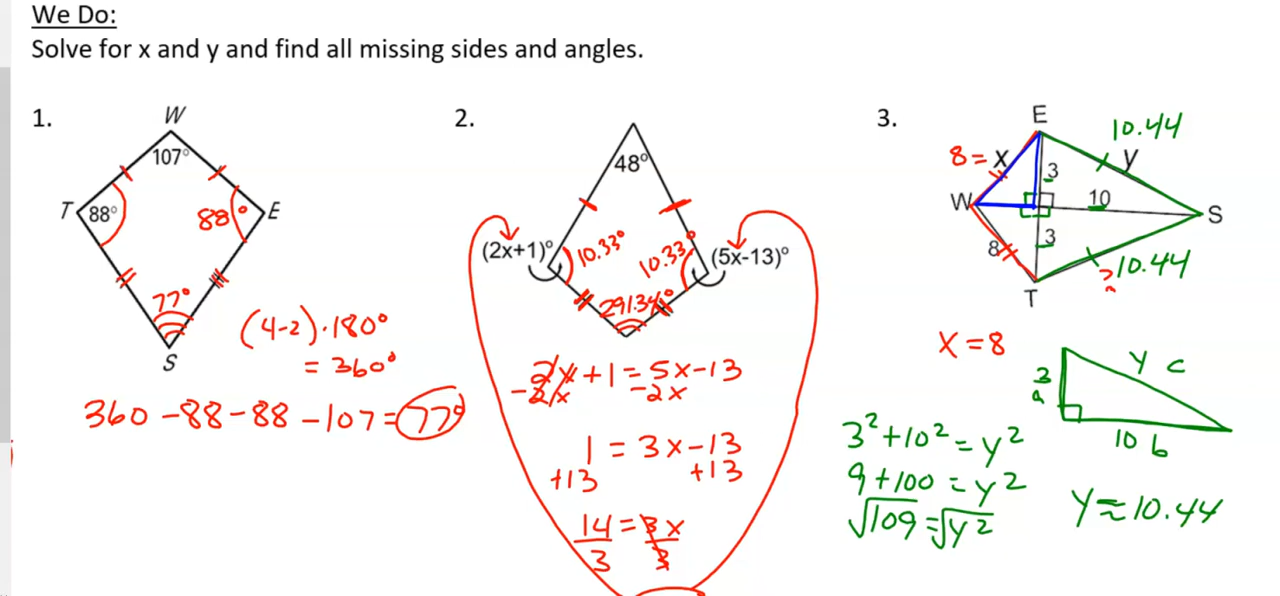 We Do:
Solve for x and y and find all missing sides and angles.
1.
W
107°
T 88°
88° E
77°
S
(4-2)·180°
= 360°
360 -88-88 -107=77°
2.
48°
(2x+1)° 10.33°
10.33° (5x-13)°
291.34°
2x+1=5x-13
-2x -2x
1 = 3x-13
+13 +13
14 = 3x
3 3
3.
E
10.44
8= x y
3
W 10 S
8 3
? 10.44
T
x=8
3 y c
a
10 b
3²+10²=y²
9+100=y²
√109=√y² y≈10.44